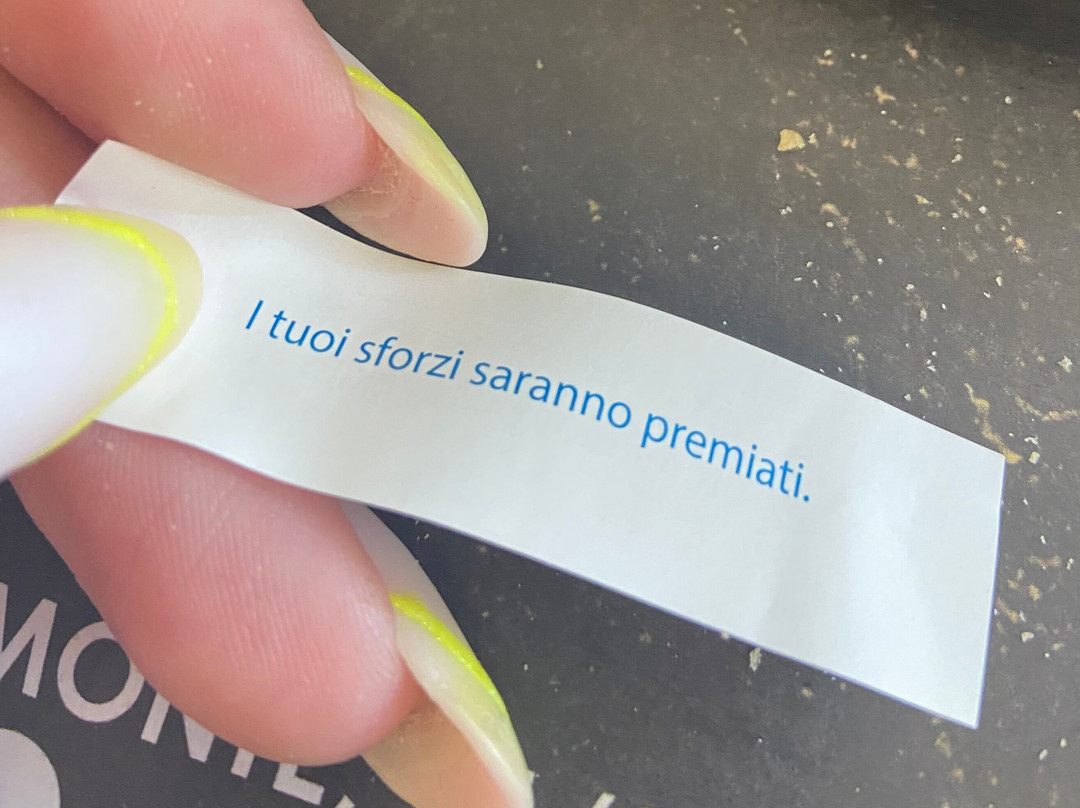 I tuoi sforzi saranno premiati.